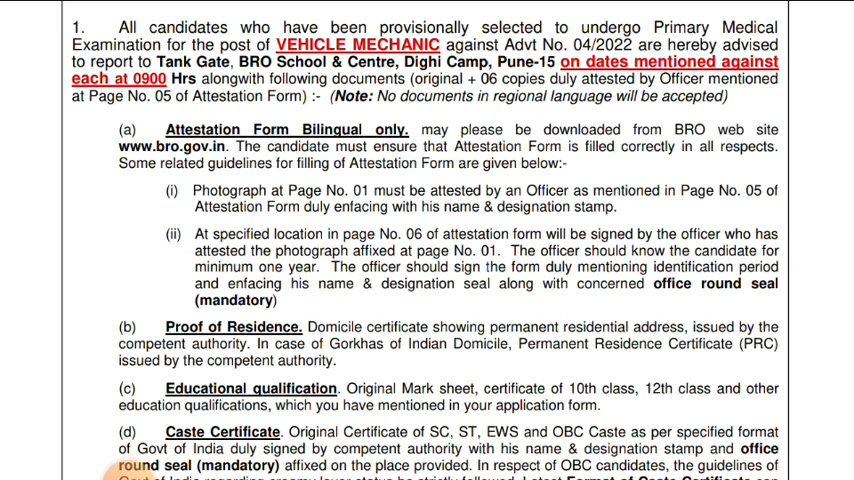 1. All candidates who have been provisionally selected to undergo Primary Medical
Examination for the post of VEHICLE MECHANIC against Advt No. 04/2022 are hereby advised
to report to Tank Gate, BRO School & Centre, Dighi Camp, Pune-15 on dates mentioned against
each at 0900 Hrs alongwith following documents (original + 06 copies duly attested by Officer mentioned
at Page No. 05 of Attestation Form) :- (Note: No documents in regional language will be accepted)
(a) Attestation Form Bilingual only. may please be downloaded from BRO web site
www.bro.gov.in. The candidate must ensure that Attestation Form is filled correctly in all respects.
Some related guidelines for filling of Attestation Form are given below:-
(i) Photograph at Page No. 01 must be attested by an Officer as mentioned in Page No. 05 of
Attestation Form duly enfacing with his name & designation stamp.
(ii) At specified location in page No. 06 of attestation form will be signed by the officer who has
attested the photograph affixed at page No. 01. The officer should know the candidate for
minimum one year. The officer should sign the form duly mentioning identification period
and enfacing his name & designation seal along with concerned office round seal
(mandatory)
(b) Proof of Residence. Domicile certificate showing permanent residential address, issued by the
competent authority. In case of Gorkhas of Indian Domicile, Permanent Residence Certificate (PRC)
issued by the competent authority.
(c) Educational qualification. Original Mark sheet, certificate of 10th class, 12th class and other
education qualifications, which you have mentioned in your application form.
(d) Caste Certificate. Original Certificate of SC, ST, EWS and OBC Caste as per specified format
of Govt of India duly signed by competent authority with his name & designation stamp and office
round seal (mandatory) affixed on the place provided. In respect of OBC candidates, the guidelines of